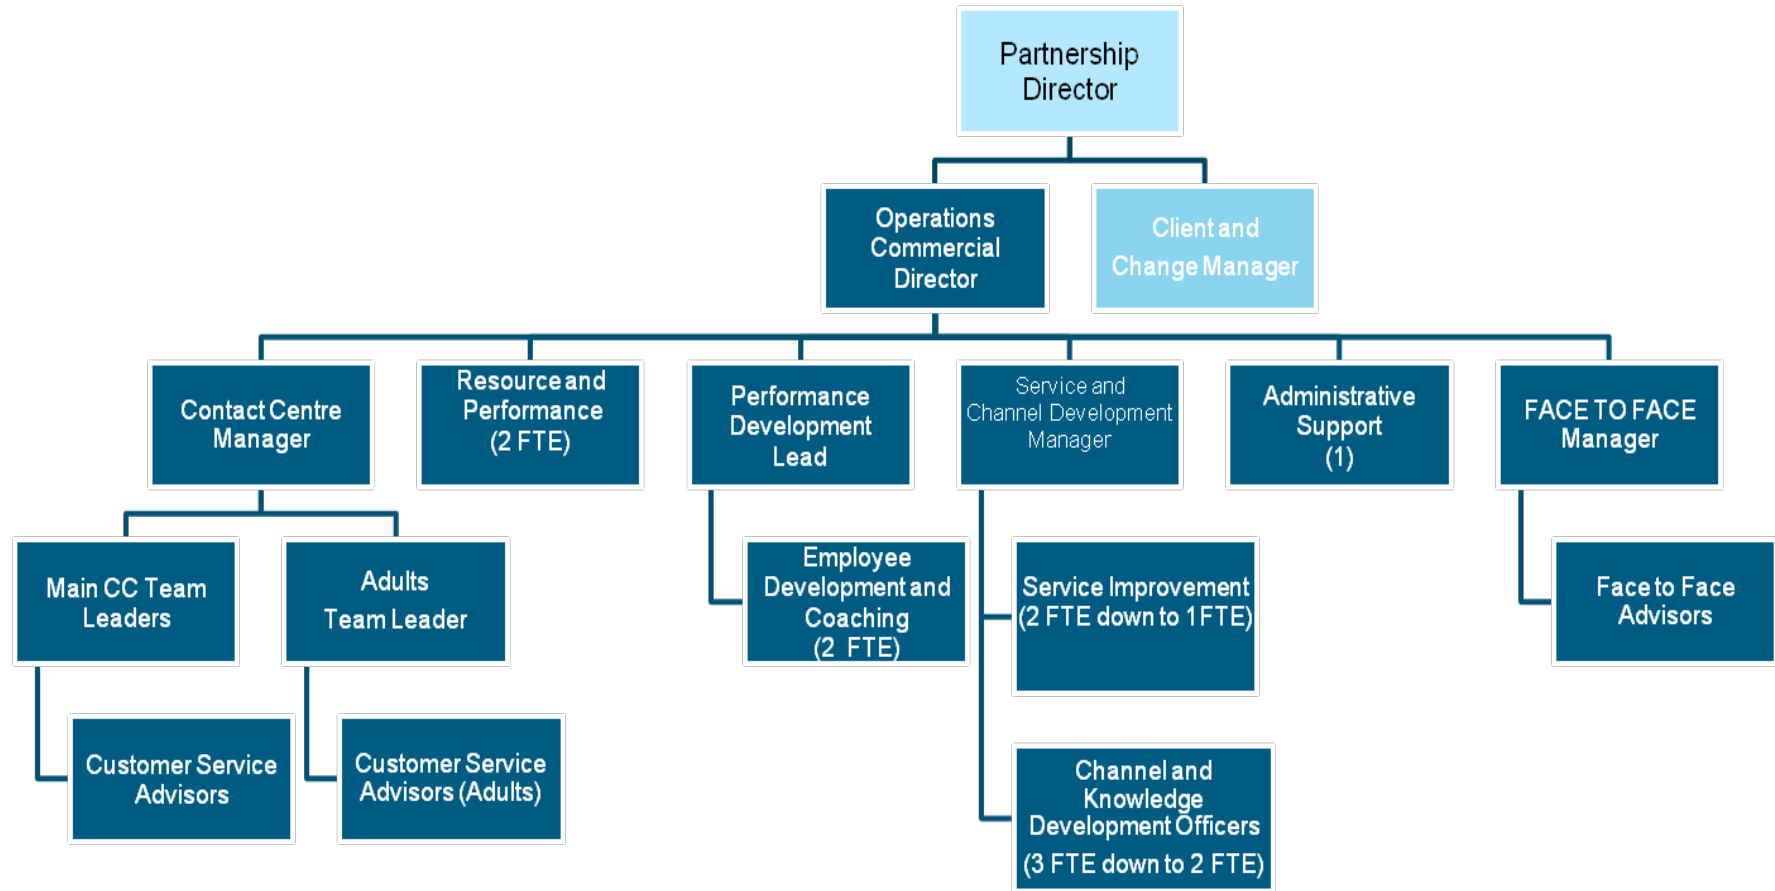 Partnership
Director
Operations
Commercial
Director
Client and
Change Manager
Contact Centre
Manager
Resource and
Performance
(2 FTE)
Performance
Development
Lead
Service and
Channel Development
Manager
Administrative
Support
(1)
FACE TO FACE
Manager
Main CC Team
Leaders
Adults
Team Leader
Employee
Development and
Coaching
(2 FTE)
Service Improvement
(2 FTE down to 1FTE)
Face to Face
Advisors
Customer Service
Advisors
Customer Service
Advisors (Adults)
Channel and
Knowledge
Development Officers
(3 FTE down to 2 FTE)